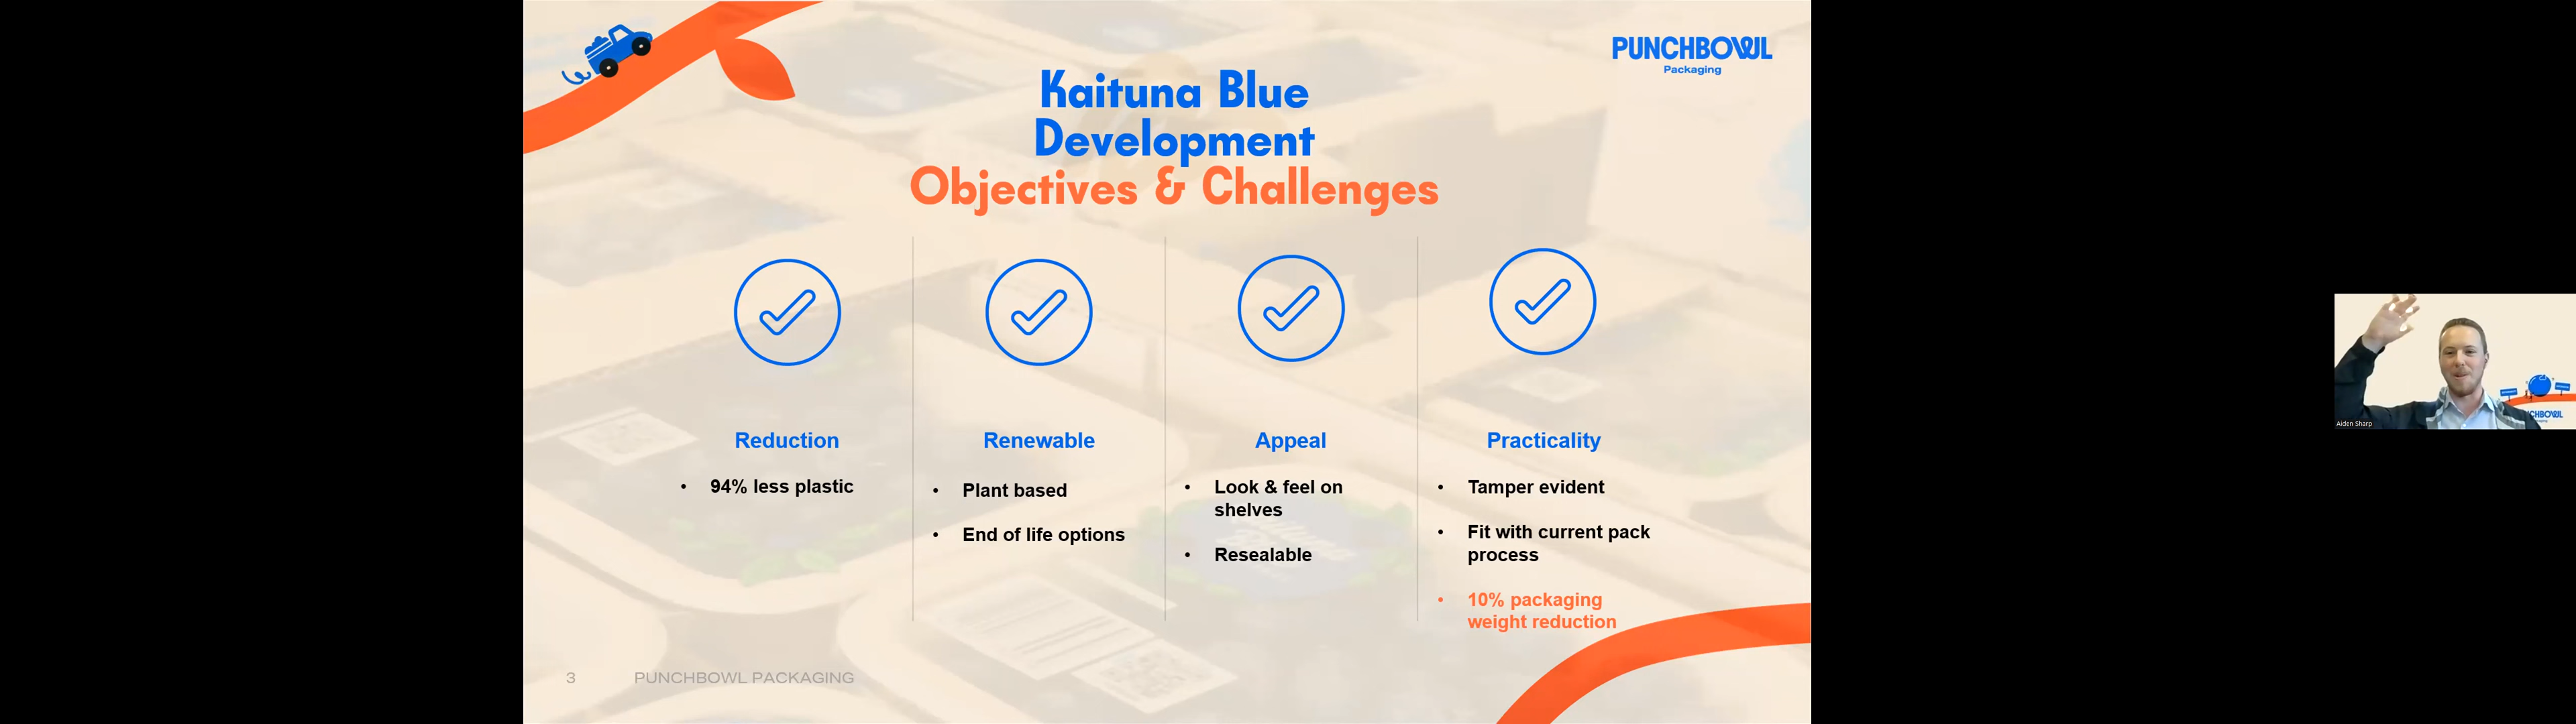 PUNCHBOWL
Packaging
Kaituna Blue
Development
Objectives & Challenges
Reduction
• 94% less plastic
Renewable
• Plant based
• End of life options
Appeal
• Look & feel on
shelves
• Resealable
Practicality
• Tamper evident
• Fit with current pack
process
• 10% packaging
weight reduction
3 PUNCHBOWL PACKAGING
Aiden Sharp